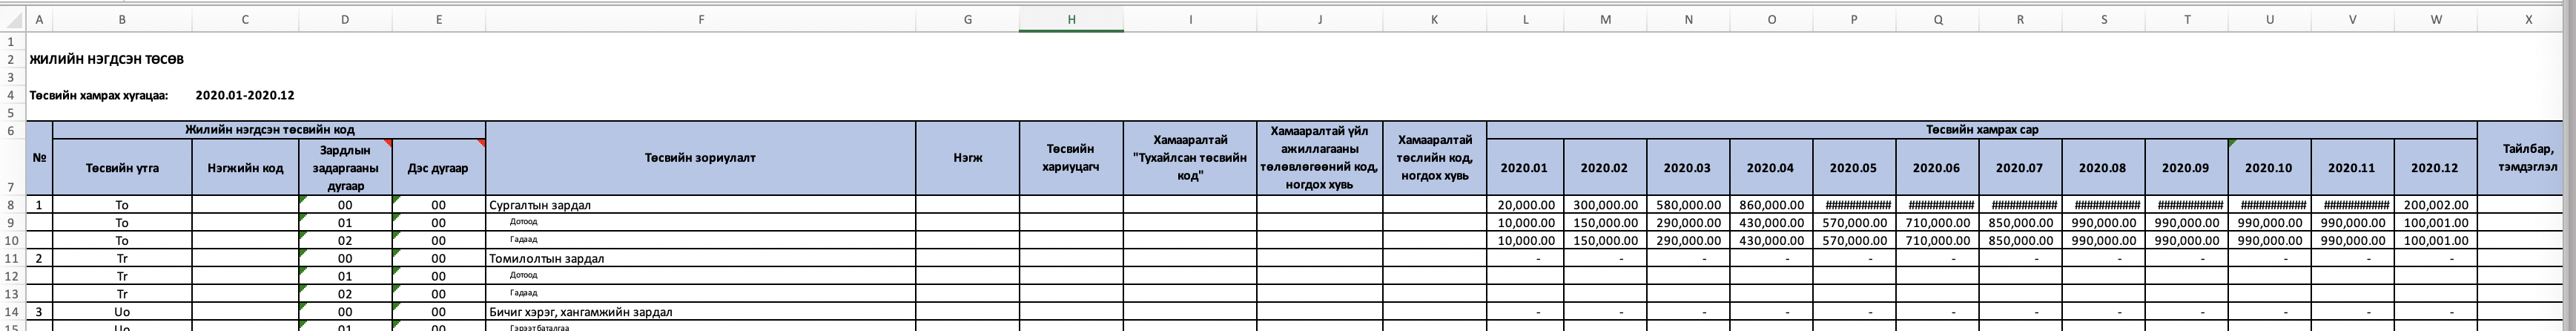 A B C D E F G H I J K L M N O P Q R S T U V W X
1
2 ЖИЛИЙН НЭГДСЭН ТӨСӨВ
3
4 Төсвийн хамрах хугацаа: 2020.01-2020.12
5
6 № Жилийн нэгдсэн төсвийн код Төсвийн зориулалт Нэгж Төсвийн хариуцагч Хамааралтай "Тухайлсан төсвийн код" Хамааралтай үйл ажиллагааны төлөвлөгөөний код, ногдох хувь Хамааралтай төслийн код, ногдох хувь Төсвийн хамрах сар Тайлбар, тэмдэглэл
7 Төсвийн утга Нэгжийн код Зардлын задаргааны дугаар Дэс дугаар 2020.01 2020.02 2020.03 2020.04 2020.05 2020.06 2020.07 2020.08 2020.09 2020.10 2020.11 2020.12
8 1 To 00 00 Сургалтын зардал 20,000.00 300,000.00 580,000.00 860,000.00 ########### ########### ########### ########### ########### ########### ########### 200,002.00
9 To 01 00 Дотоод 10,000.00 150,000.00 290,000.00 430,000.00 570,000.00 710,000.00 850,000.00 990,000.00 990,000.00 990,000.00 990,000.00 100,001.00
10 To 02 00 Гадаад 10,000.00 150,000.00 290,000.00 430,000.00 570,000.00 710,000.00 850,000.00 990,000.00 990,000.00 990,000.00 990,000.00 100,001.00
11 2 Tr 00 00 Томилолтын зардал - - - - - - - - - - - -
12 Tr 01 00 Дотоод
13 Tr 02 00 Гадаад
14 3 Uo 00 00 Бичиг хэрэг, хангамжийн зардал - - - - - - - - - - - -
15 Uo 01 00